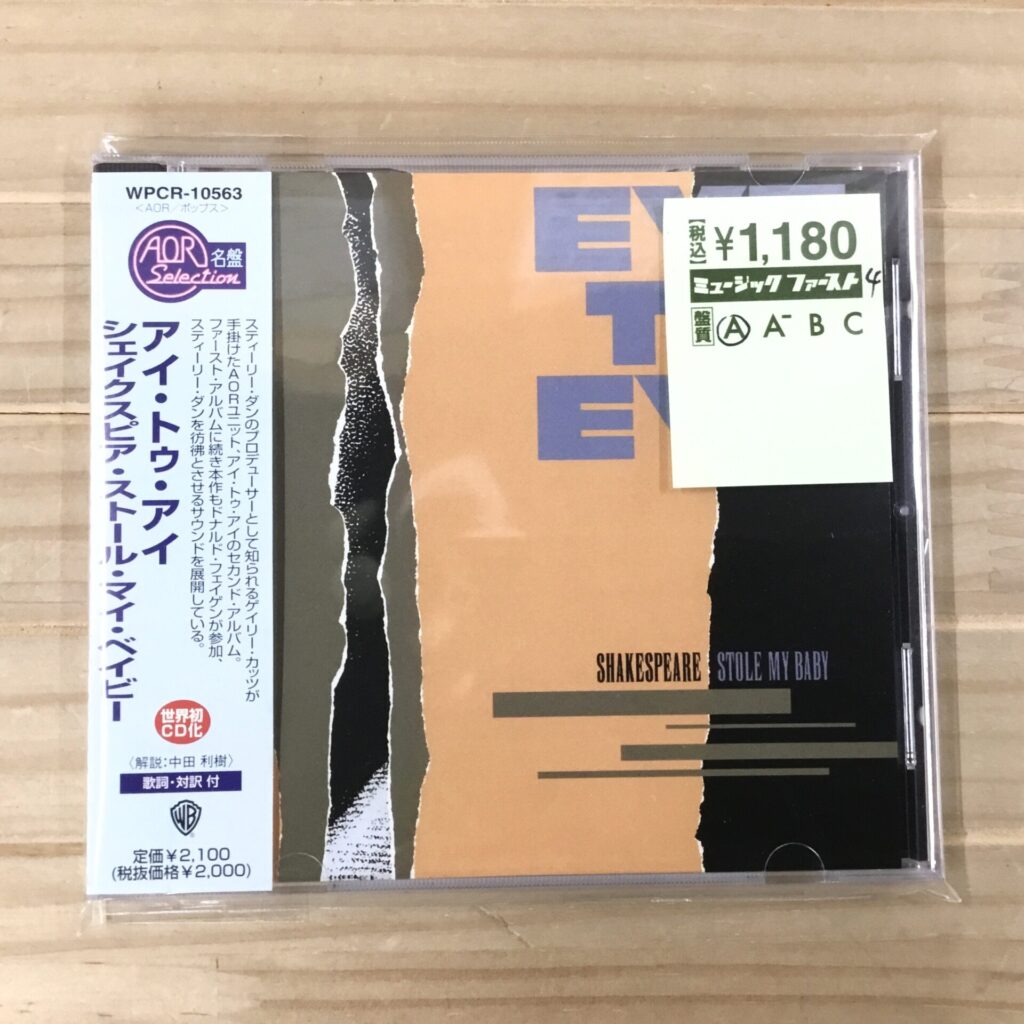 WPCR-10563
<AOR/ポップス>
AOR
Selection
名盤
アイ・トゥ・アイ
シェイクスピア・ストール・マイ・ベイビー
スティーリー・ダンのプロデューサーとして知られるゲイリー・カッツが
手掛けたAORユニット、アイ・トゥ・アイのセカンド・アルバム。
ファースト・アルバムに続き本作もドナルド・フェイゲンが参加、
スティーリー・ダンを彷彿とさせるサウンドを展開している。
世界初
CD化
〈解説:中田 利樹〉
歌詞・対訳 付
WB
定価¥2,100
(税抜価格¥2,000)
EYE
T
EY
【税込】¥1,180
ミュージック ファースト 4
盤質 A A- B C
SHAKESPEARE STOLE MY BABY